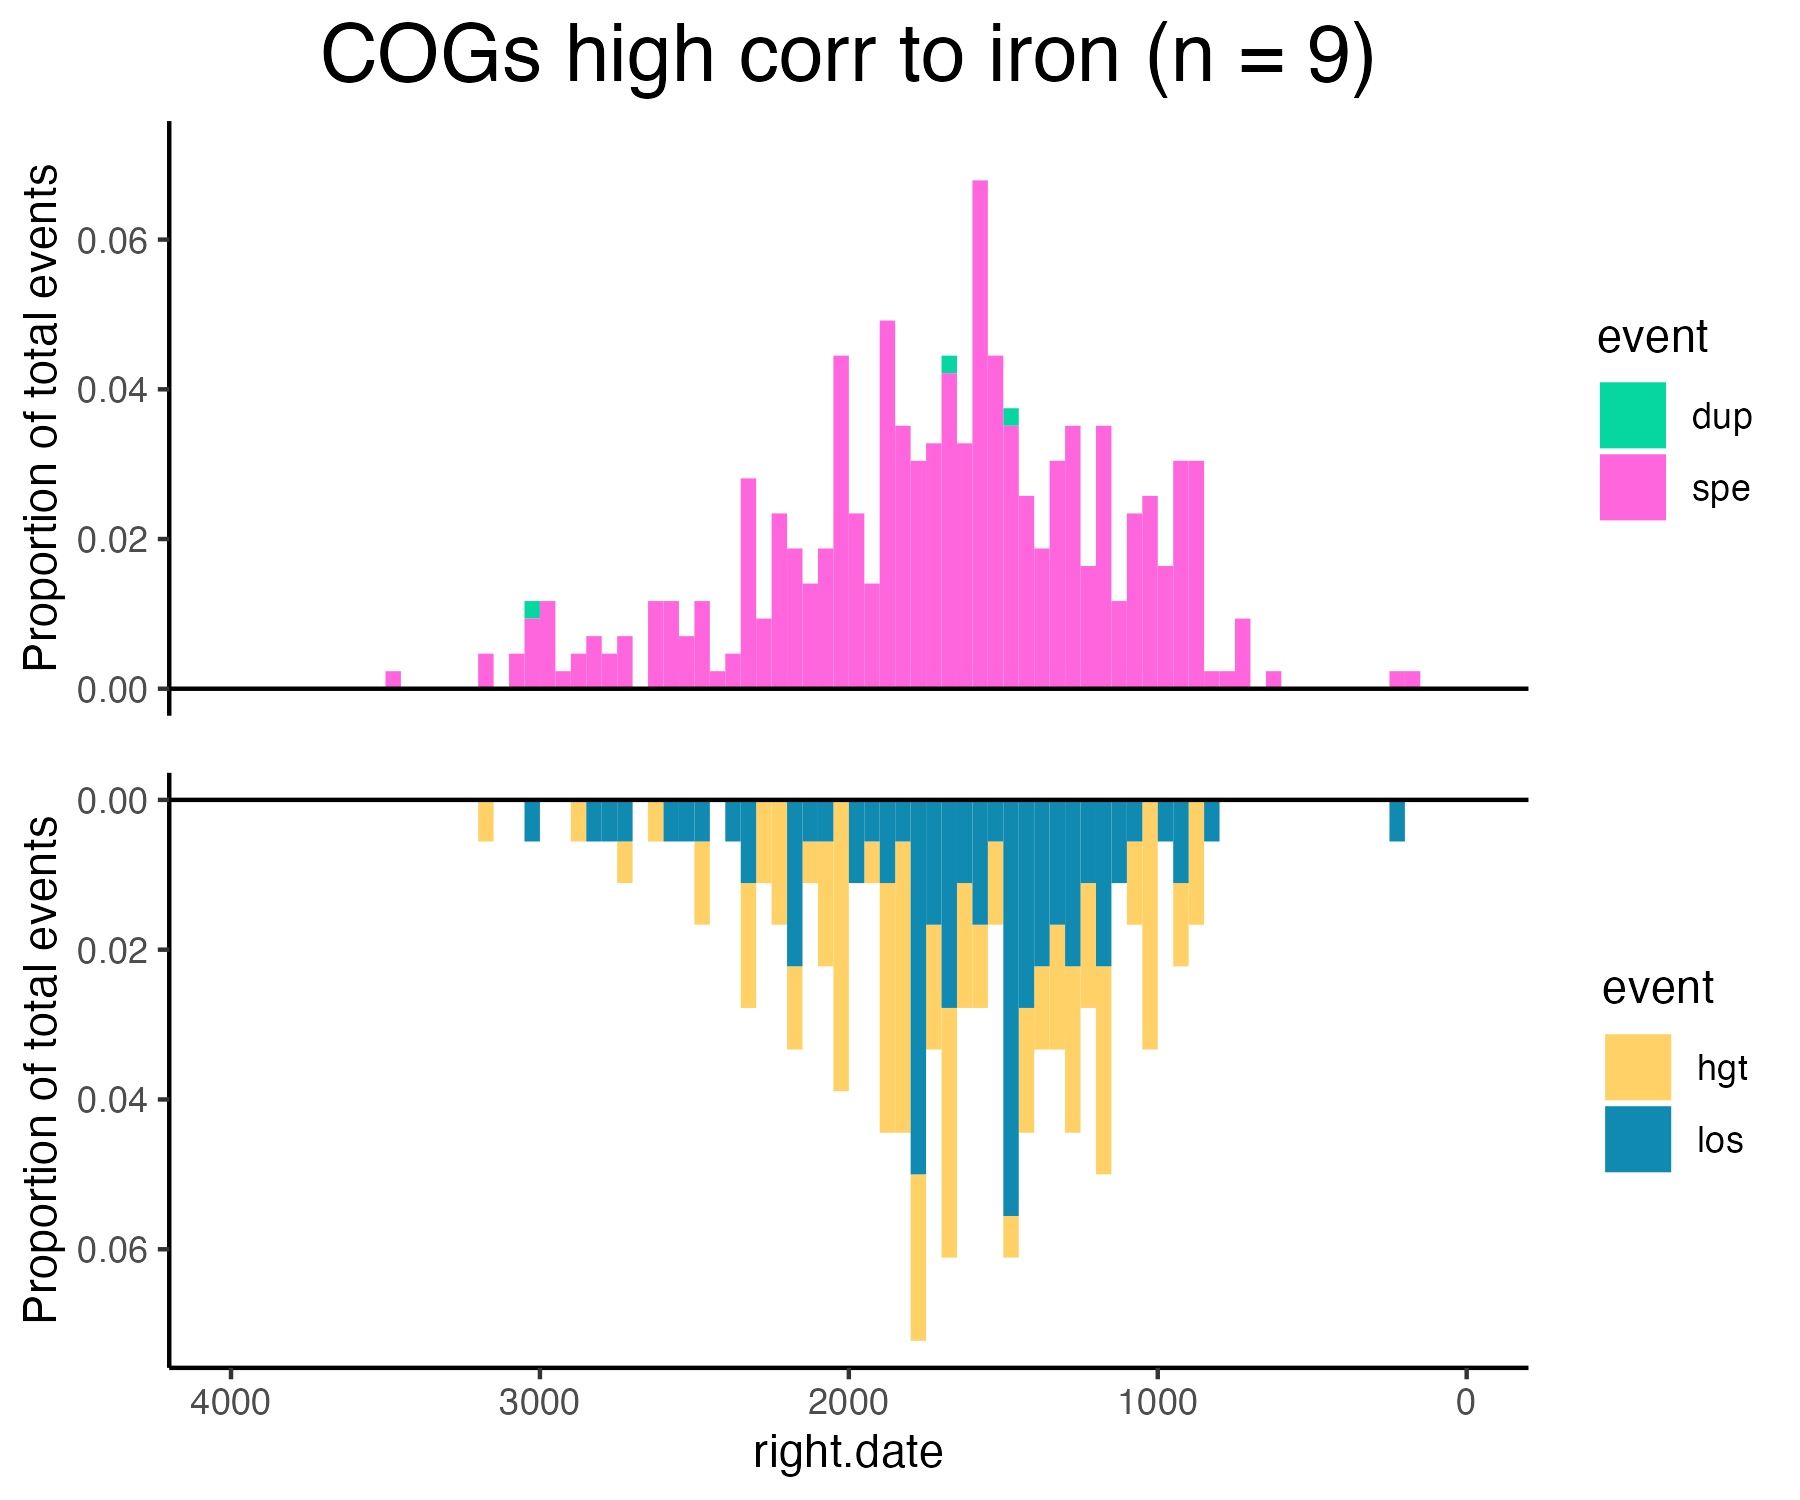 COGs high corr to iron (n = 9)
Proportion of total events
0.06
0.04
0.02
0.00
event
dup
spe
Proportion of total events
0.00
0.02
0.04
0.06
event
hgt
los
4000 3000 2000 1000 0
right.date